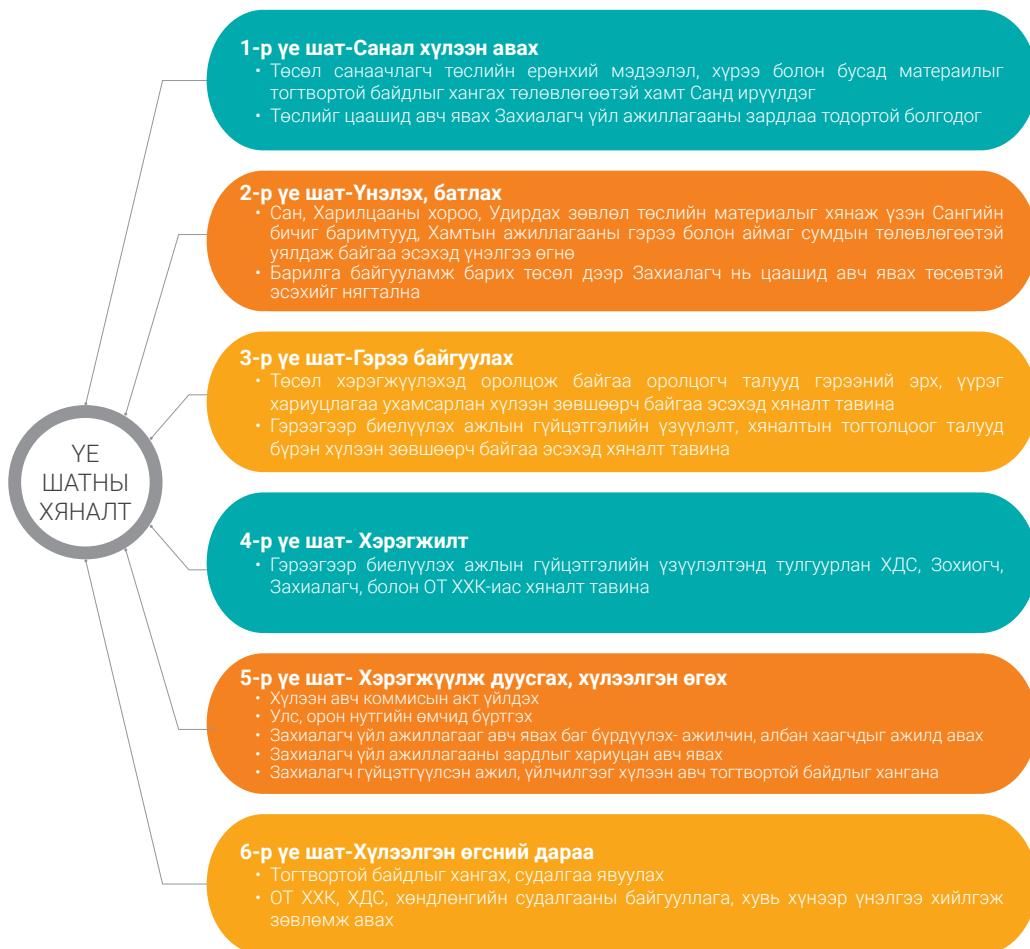 1-р үе шат-Санал хүлээн авах
• Төсөл санаачлагч төслийн ерөнхий мэдээлэл, хүрээ болон бусад матераилыг
тогтвортой байдлыг хангах төлөвлөгөөтэй хамт Санд ирүүлдэг
• Төслийг цаашид авч явах Захиалагч үйл ажиллагааны зардлаа тодортой болгодог
2-р үе шат-Үнэлэх, батлах
• Сан, Харилцааны хороо, Удирдах зөвлөл төслийн материалыг хянаж үзэн Сангийн
бичиг баримтууд, Хамтын ажиллагааны гэрээ болон аймаг сумдын төлөвлөгөөтэй
уялдаж байгаа эсэхэд үнэлгээ өгнө
• Барилга байгууламж барих төсөл дээр Захиалагч нь цаашид авч явах төсөвтэй
эсэхийг нягтална
3-р үе шат-Гэрээ байгуулах
• Төсөл хэрэгжүүлэхэд оролцож байгаа оролцогч талууд гэрээний эрх, үүрэг
хариуцлагаа ухамсарлан хүлээн зөвшөөрч байгаа эсэхэд хяналт тавина
• Гэрээгээр биелүүлэх ажлын гүйцэтгэлийн үзүүлэлт, хяналтын тогтолцоог талууд
бүрэн хүлээн зөвшөөрч байгаа эсэхэд хяналт тавина
ҮЕ
ШАТНЫ
ХЯНАЛТ
4-р үе шат- Хэрэгжилт
• Гэрээгээр биелүүлэх ажлын гүйцэтгэлийн үзүүлэлтэнд тулгуурлан ХДС, Зохиогч,
Захиалагч, болон ОТ ХХК-иас хяналт тавина
5-р үе шат- Хэрэгжүүлж дуусгах, хүлээлгэн өгөх
• Хүлээн авч коммисын акт үйлдэх
• Улс, орон нутгийн өмчид бүртгэх
• Захиалагч үйл ажиллагааг авч явах баг бүрдүүлэх- ажилчин, албан хаагчдыг ажилд авах
• Захиалагч үйл ажиллагааны зардлыг хариуцан авч явах
• Захиалагч гүйцэтгүүлсэн ажил, үйлчилгээг хүлээн авч тогтвортой байдлыг хангана
6-р үе шат-Хүлээлгэн өгсний дараа
• Тогтвортой байдлыг хангах, судалгаа явуулах
• ОТ ХХК, ХДС, хөндлөнгийн судалгааны байгууллага, хувь хүнээр үнэлгээ хийлгэж
зөвлөмж авах